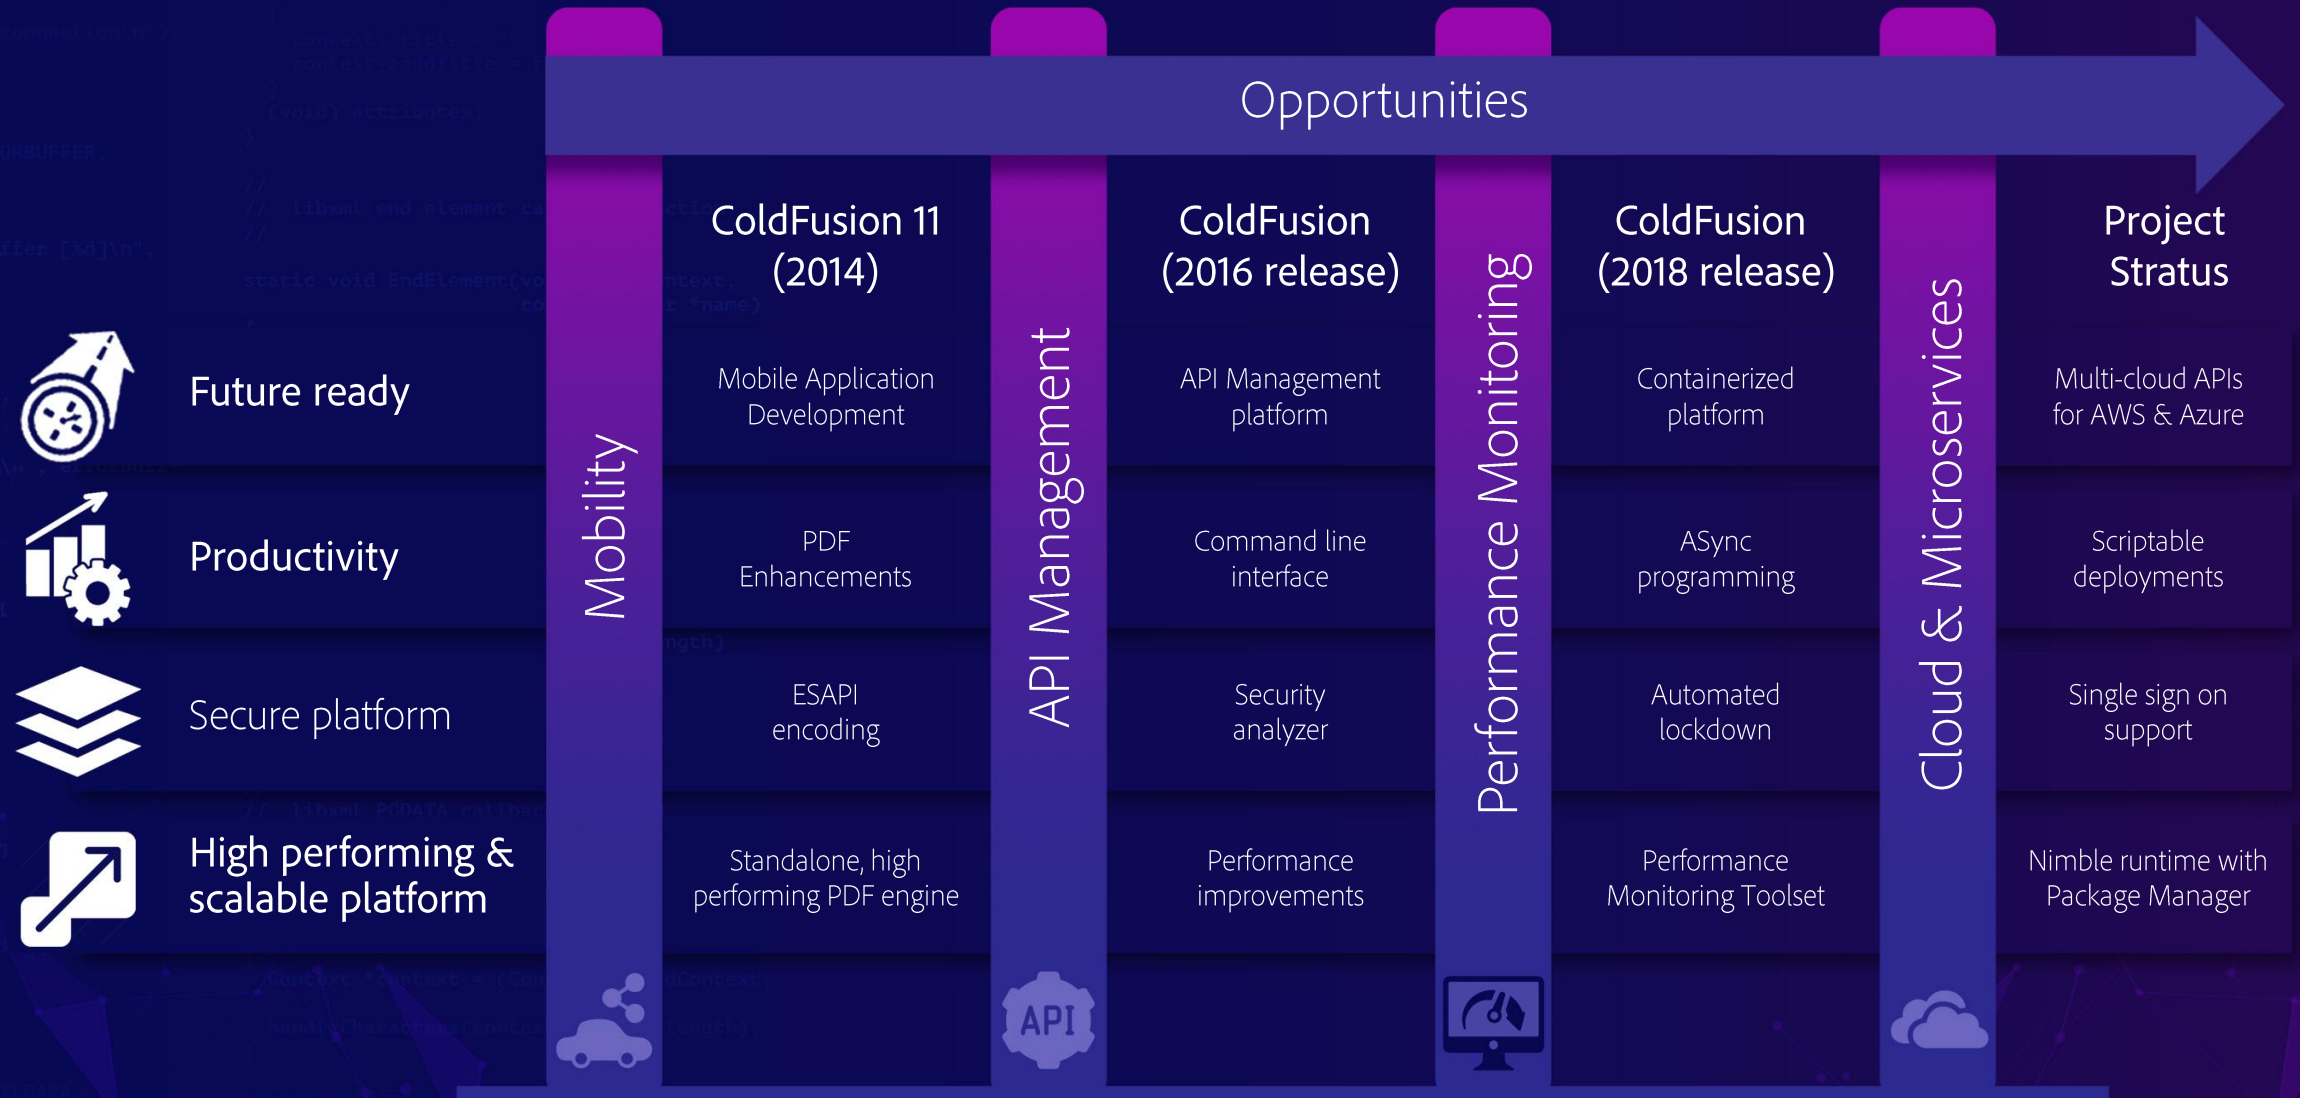 Opportunities
ColdFusion 11
(2014)
ColdFusion
(2016 release)
ColdFusion
(2018 release)
Project
Stratus
Future ready
Mobile Application
Development
API Management
platform
Containerized
platform
Multi-cloud APIs
for AWS & Azure
Productivity
PDF
Enhancements
Command line
interface
ASync
programming
Scriptable
deployments
Secure platform
ESAPI
encoding
Security
analyzer
Automated
lockdown
Single sign on
support
High performing &
scalable platform
Standalone, high
performing PDF engine
Performance
improvements
Performance
Monitoring Toolset
Nimble runtime with
Package Manager
Mobility
API Management
Performance Monitoring
Cloud & Microservices
API